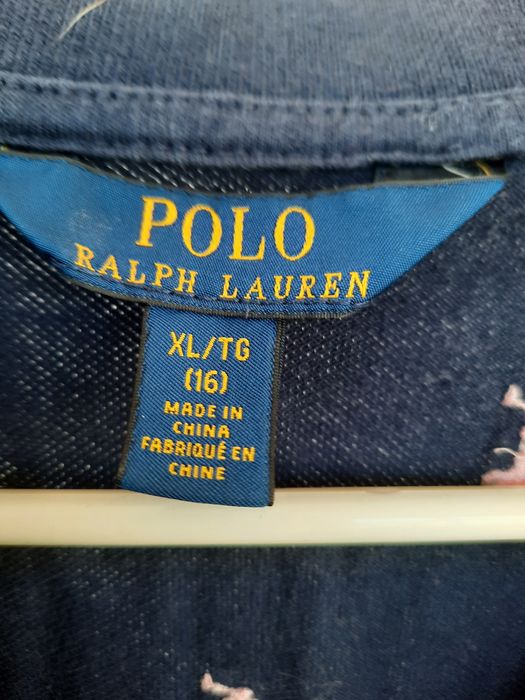 POLO
RALPH LAUREN
XL/TG
(16)
MADE IN
CHINA
FABRIQUÉ EN
CHINE